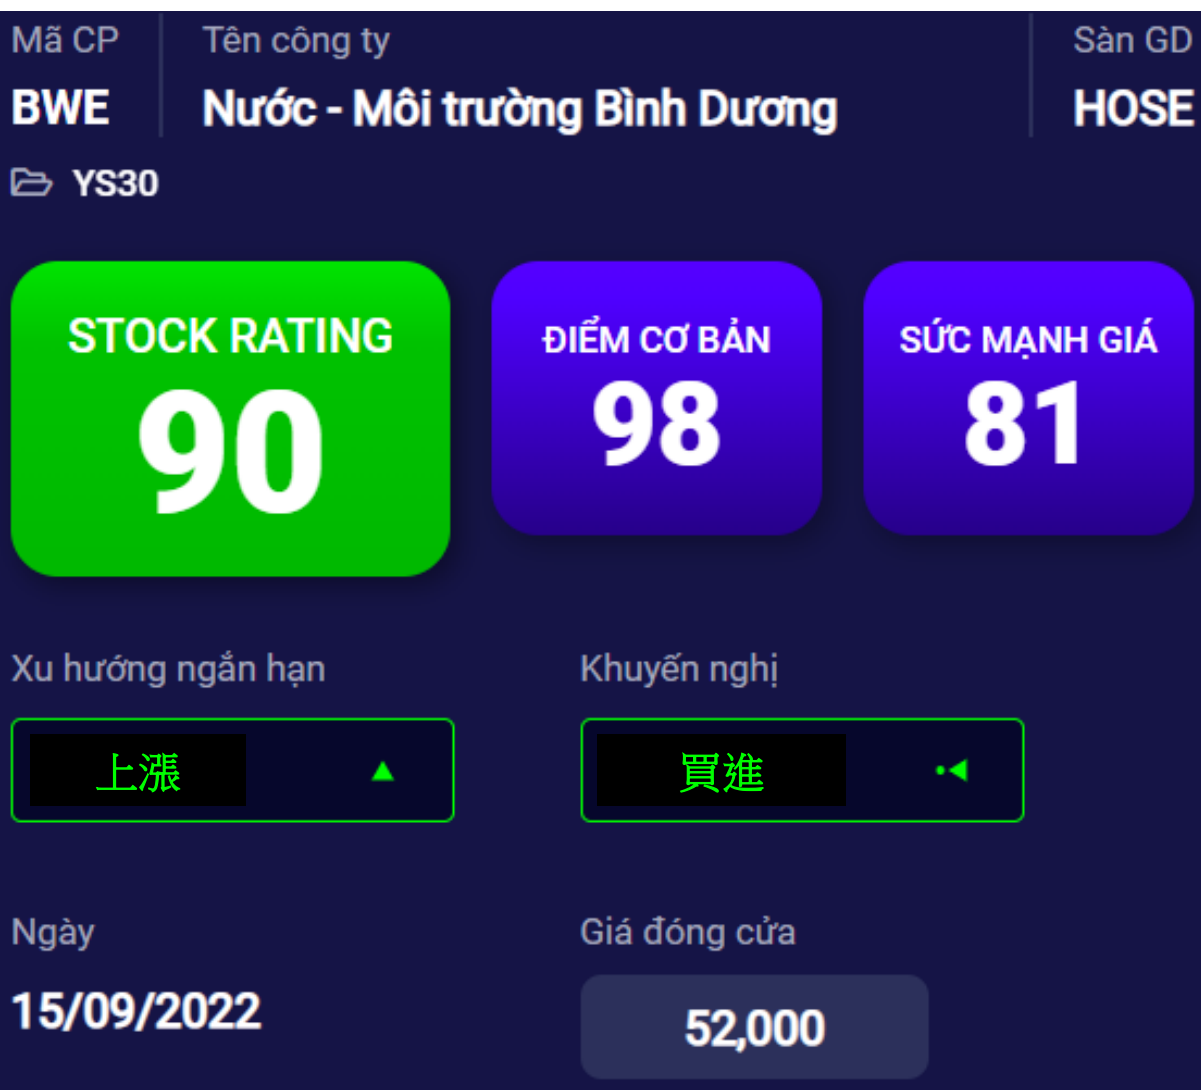 Mã CP
Tên công ty
Sàn GD
BWE
Nước - Môi trường Bình Dương
HOSE
YS30
STOCK RATING
90
ĐIỂM CƠ BẢN
98
SỨC MẠNH GIÁ
81
Xu hướng ngắn hạn
Khuyến nghị
上漲
買進
Ngày
Giá đóng cửa
15/09/2022
52,000